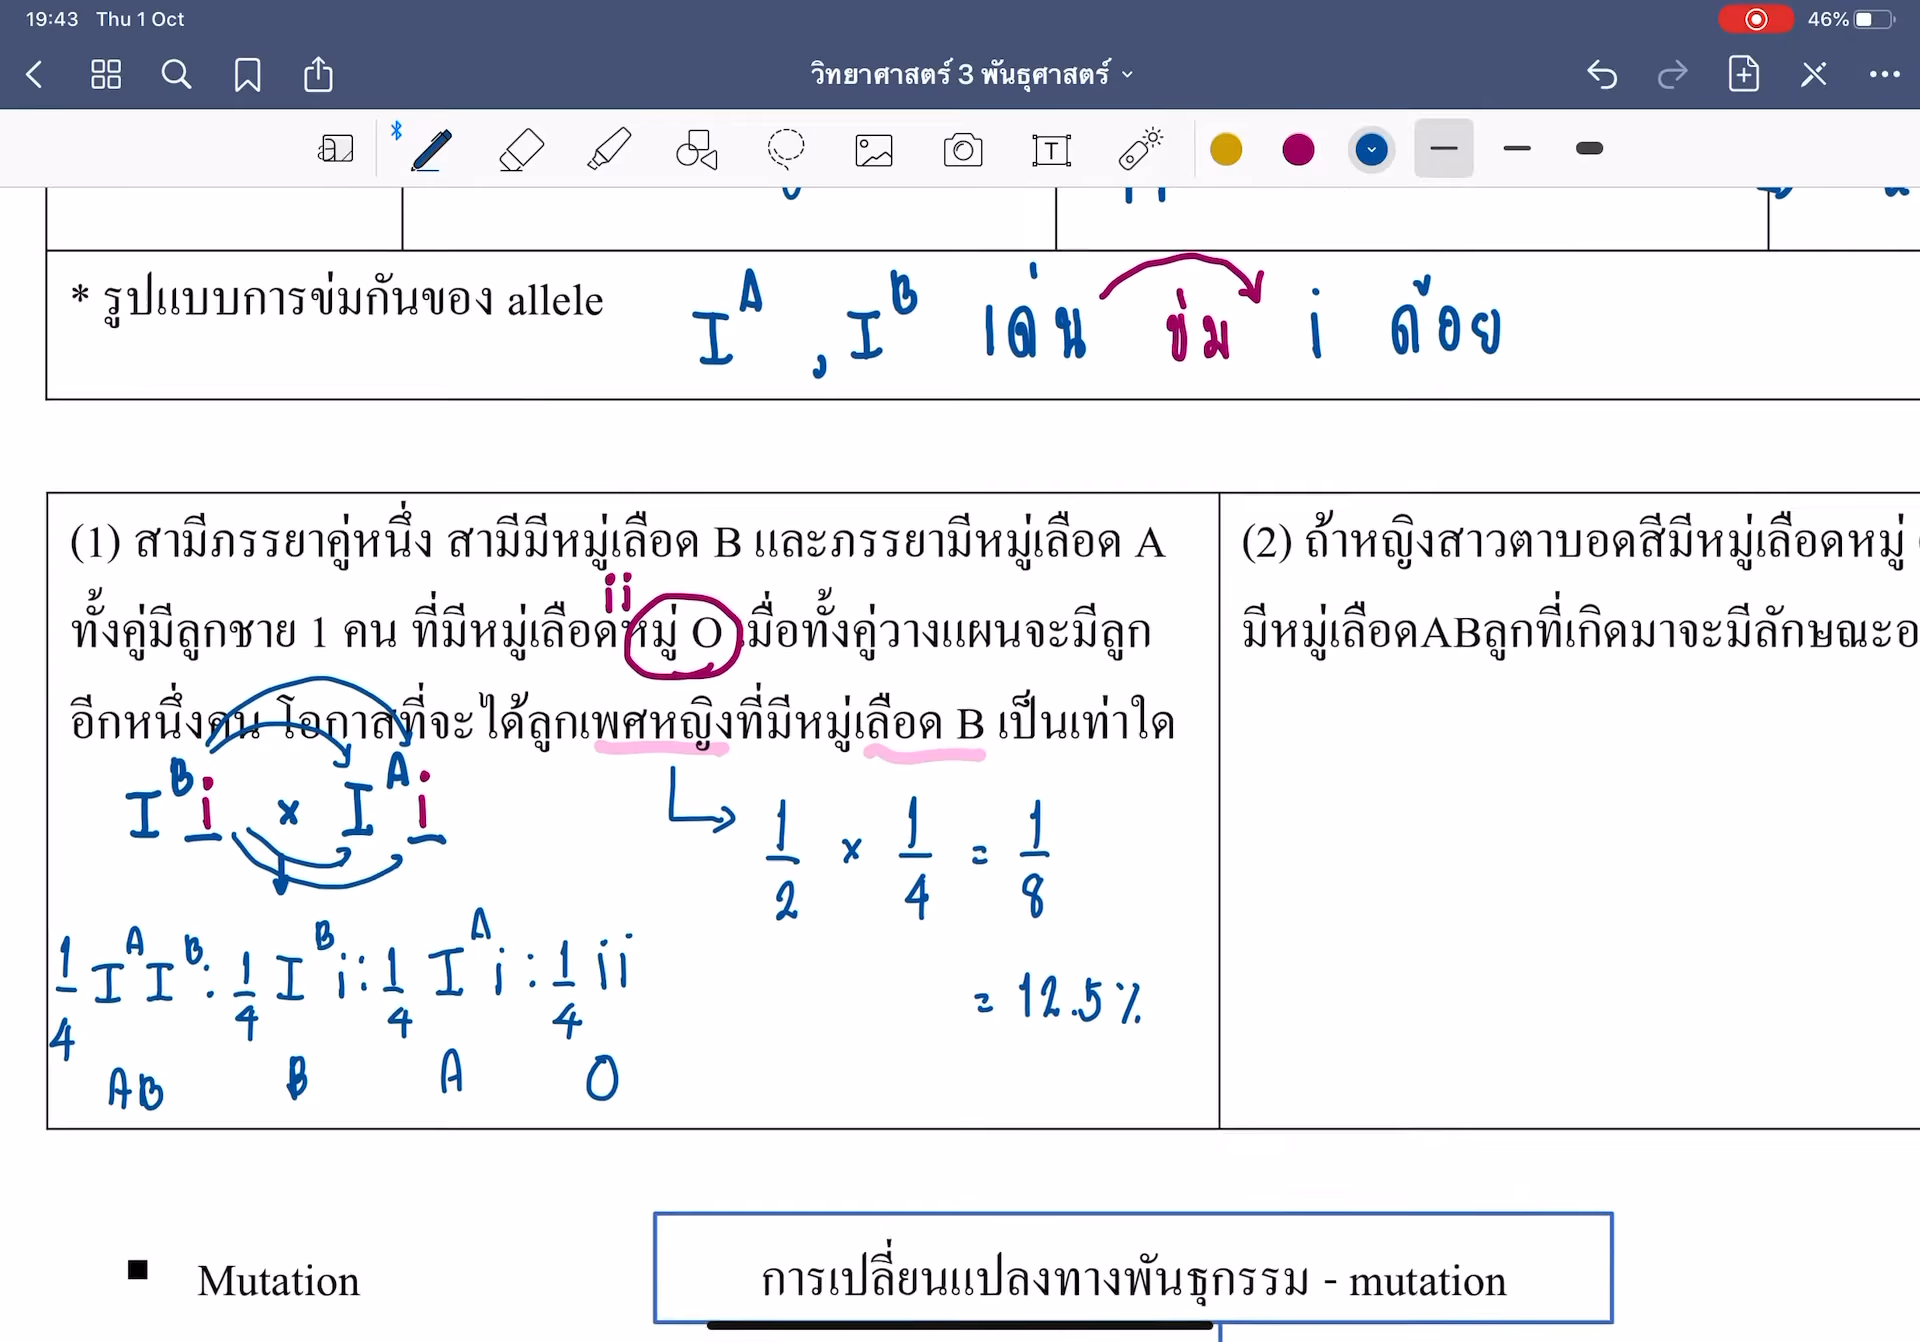 19:43 Thu 1 Oct
46%
วิทยาศาสตร์ 3 พันธุศาสตร์
* รูปแบบการข่มกันของ allele
I^A , I^B เด่น ข่ม i ด้อย
(1) สามีภรรยาคู่หนึ่ง สามีมีหมู่เลือด B และภรรยามีหมู่เลือด A
ii
ทั้งคู่มีลูกชาย 1 คน ที่มีหมู่เลือดหมู่ O มื่อทั้งคู่วางแผนจะมีลูก
อีกหนึ่งคน โอกาสที่จะได้ลูกเพศหญิงที่มีหมู่เลือด B เป็นเท่าใด
I^B i × I^A i
1/2 × 1/4 = 1/8
1/4 I^A I^B : 1/4 I^B i : 1/4 I^A i : 1/4 ii
= 12.5 %
AB B A O
(2) ถ้าหญิงสาวตาบอดสีมีหมู่เลือดหมู่
มีหมู่เลือดABลูกที่เกิดมาจะมีลักษณะอ
■ Mutation
การเปลี่ยนแปลงทางพันธุกรรม - mutation